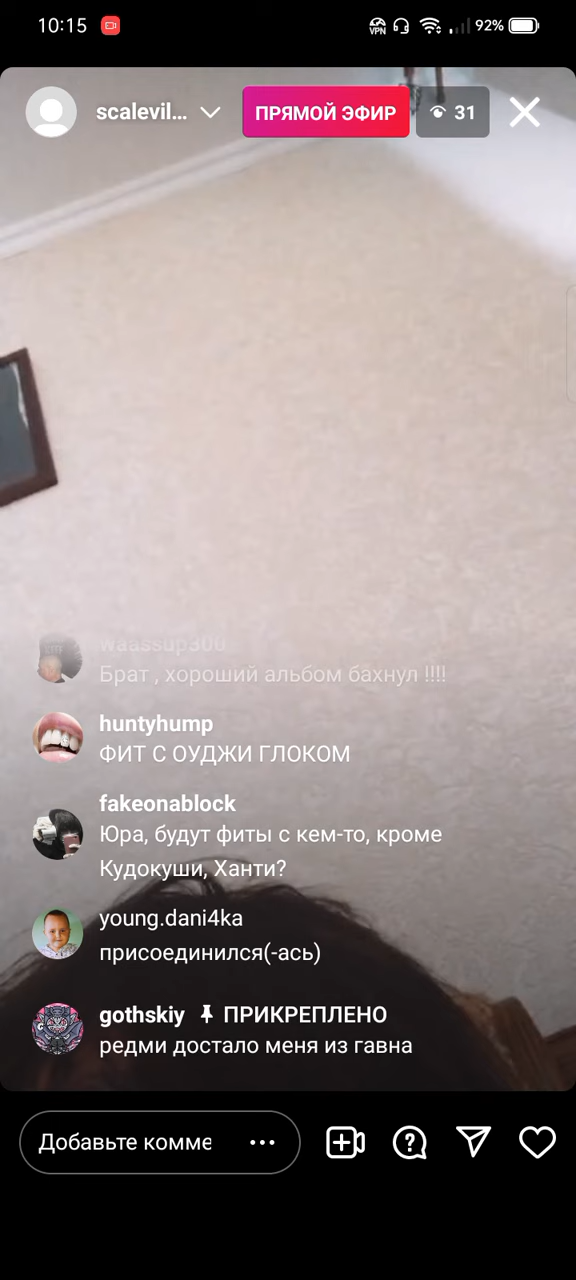 10:15
VPN
92%
scalevil...
ПРЯМОЙ ЭФИР
31
waassup300
Брат , хороший альбом бахнул !!!!
huntyhump
ФИТ С ОУДЖИ ГЛОКОМ
fakeonablock
Юра, будут фиты с кем-то, кроме
Кудокуши, Ханти?
young.dani4ka
присоединился(-ась)
gothskiy ПРИКРЕПЛЕНО
редми достало меня из гавна
Добавьте комме